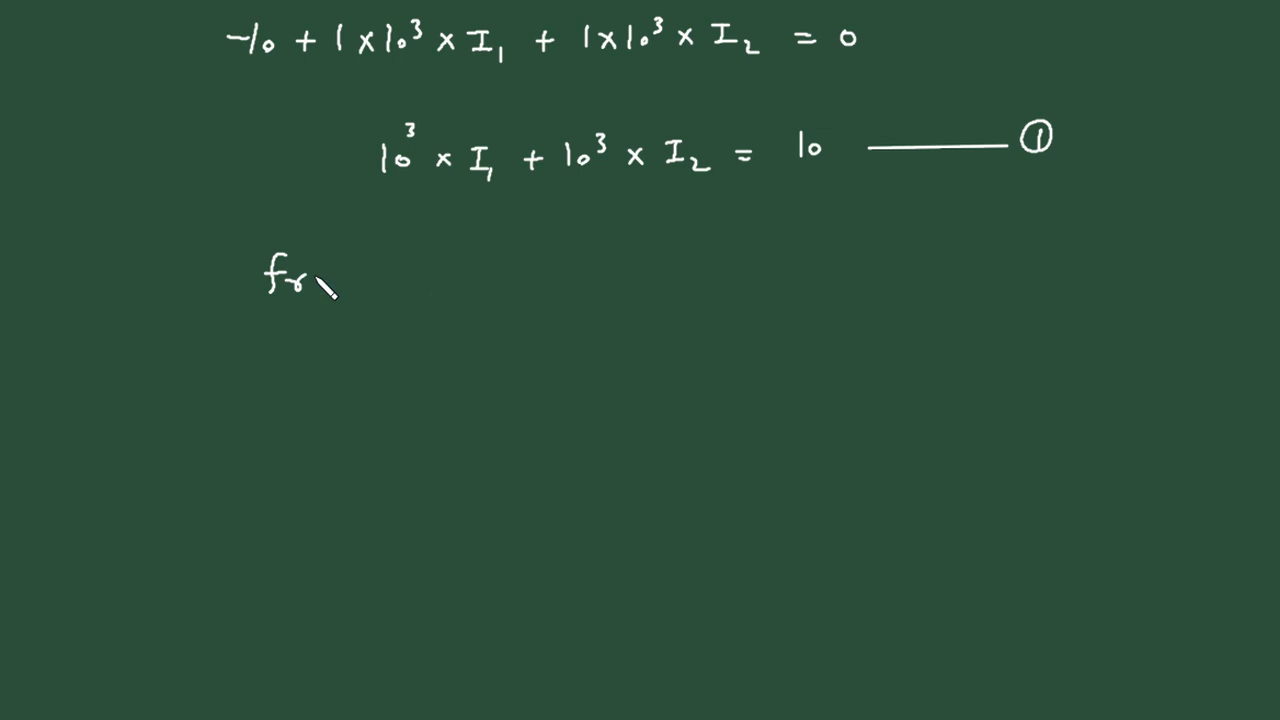 -10 + 1 × 10³ × I₁ + 1 × 10³ × I₂ = 0
10³ × I₁ + 10³ × I₂ = 10 ——— ①
fr